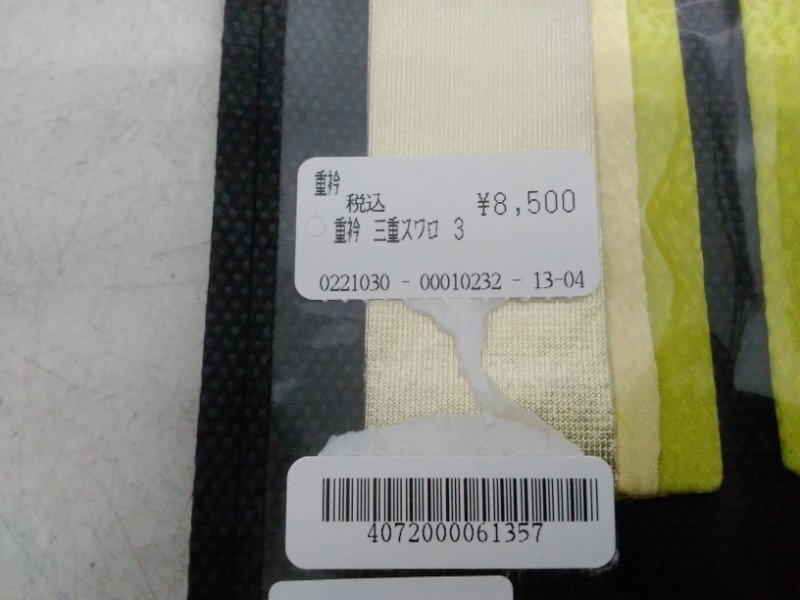 重衿
税込 ¥8,500
重衿 三重スワロ 3
0221030 - 00010232 - 13-04
4072000061357